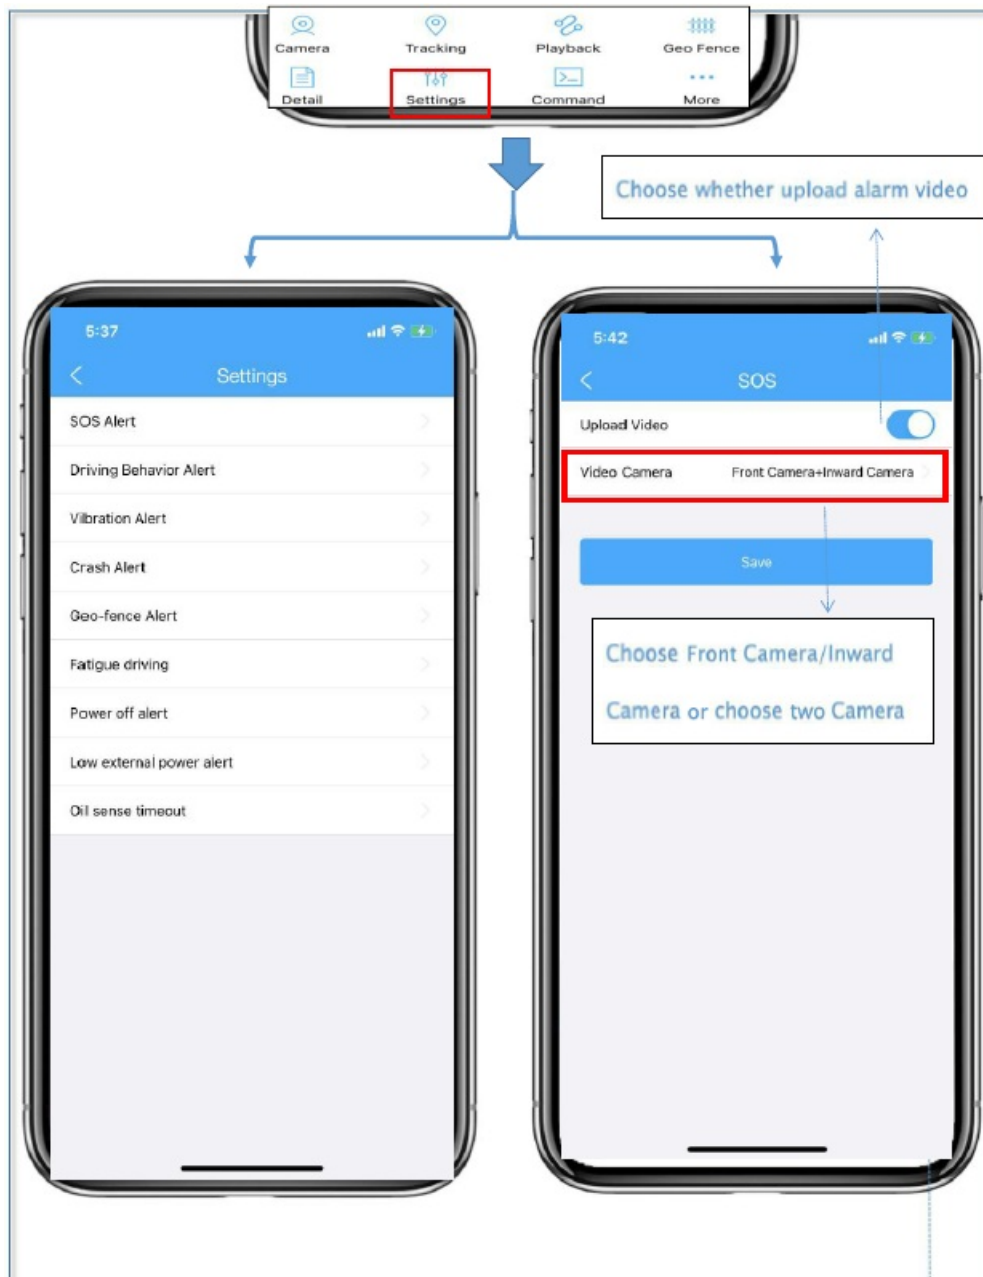 Camera Tracking Playback Geo Fence
Detail Settings Command More
Choose whether upload alarm video
5:37
Settings
SOS Alert
Driving Behavior Alert
Vilbration Alert
Crash Alert
Geo-fence Alert
Fatigue driving
Power off alert
Low external power alert
Oil sense timeout
5:42
SOS
Upload Video
Video Camera Front Camera+Inward Camera
Save
Choose Front Camera/Inward
Camera or choose two Camera